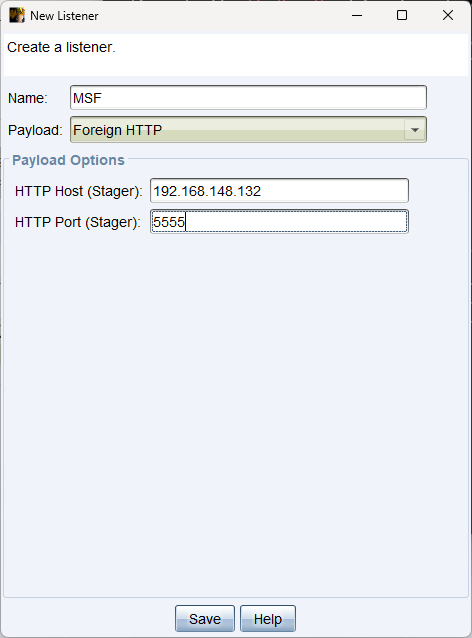 New Listener
Create a listener.
Name: MSF
Payload: Foreign HTTP
Payload Options
HTTP Host (Stager): 192.168.148.132
HTTP Port (Stager): 5555
Save Help